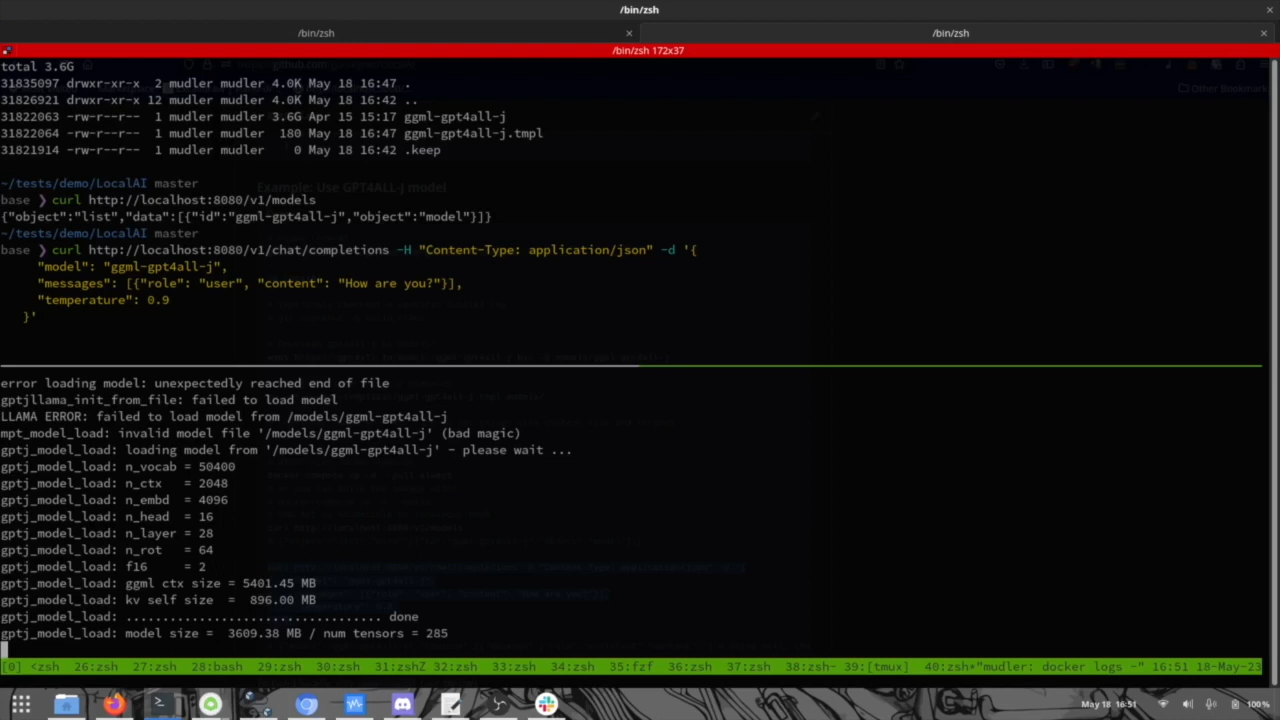 /bin/zsh
/bin/zsh
/bin/zsh
/bin/zsh 172x37
total 3.6G
31835097 drwxr-xr-x  2 mudler mudler 4.0K May 18 16:47 .
31826921 drwxr-xr-x 12 mudler mudler 4.0K May 18 16:42 ..
31822063 -rw-r--r--  1 mudler mudler 3.6G Apr 15 15:17 ggml-gpt4all-j
31822064 -rw-r--r--  1 mudler mudler  180 May 18 16:47 ggml-gpt4all-j.tmpl
31821914 -rw-r--r--  1 mudler mudler    0 May 18 16:42 .keep
~/tests/demo/LocalAI master
base ❯ curl http://localhost:8080/v1/models
{"object":"list","data":[{"id":"ggml-gpt4all-j","object":"model"}]}
~/tests/demo/LocalAI master
base ❯ curl http://localhost:8080/v1/chat/completions -H "Content-Type: application/json" -d '{
"model": "ggml-gpt4all-j",
"messages": [{"role": "user", "content": "How are you?"}],
"temperature": 0.9
}'
Other Bookmark
Example: Use GPT4ALL-j model
error loading model: unexpectedly reached end of file
gptjllama_init_from_file: failed to load model
LLAMA ERROR: failed to load model from /models/ggml-gpt4all-j
mpt_model_load: invalid model file '/models/ggml-gpt4all-j' (bad magic)
gptj_model_load: loading model from '/models/ggml-gpt4all-j' - please wait ...
gptj_model_load: n_vocab = 50400
gptj_model_load: n_ctx   = 2048
gptj_model_load: n_embd  = 4096
gptj_model_load: n_head  = 16
gptj_model_load: n_layer = 28
gptj_model_load: n_rot   = 64
gptj_model_load: f16     = 2
gptj_model_load: ggml ctx size = 5401.45 MB
gptj_model_load: kv self size  =  896.00 MB
gptj_model_load: ................................... done
gptj_model_load: model size =  3609.38 MB / num tensors = 285
[0] <zsh  26:zsh  27:zsh  28:bash  29:zsh  30:zsh  31:zshZ 32:zsh  33:zsh  34:zsh  35:fzf  36:zsh  37:zsh  38:zsh- 39:[tmux]  40:zsh*"mudler: docker logs -" 16:51 18-May-23
May 18 16:51
100%